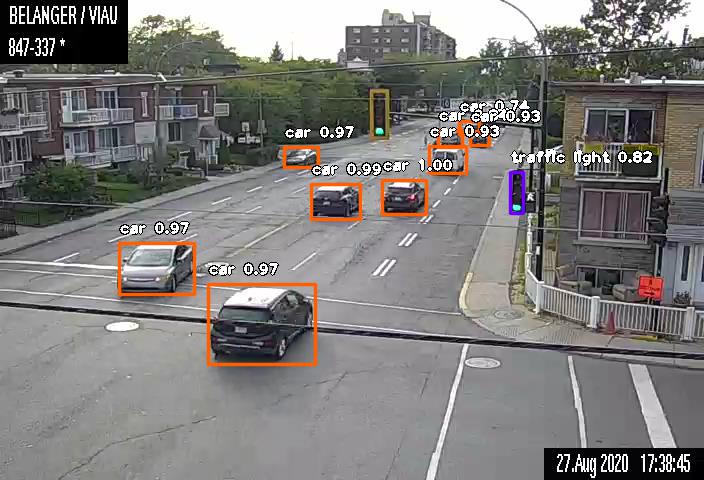 BELANGER / VIAU
847-337 *
car 0.74
car 0.93
car 0.97
car 0.93
car 0.99
car 1.00
traffic light 0.82
car 0.97
car 0.97
27.Aug 2020 17:38:45